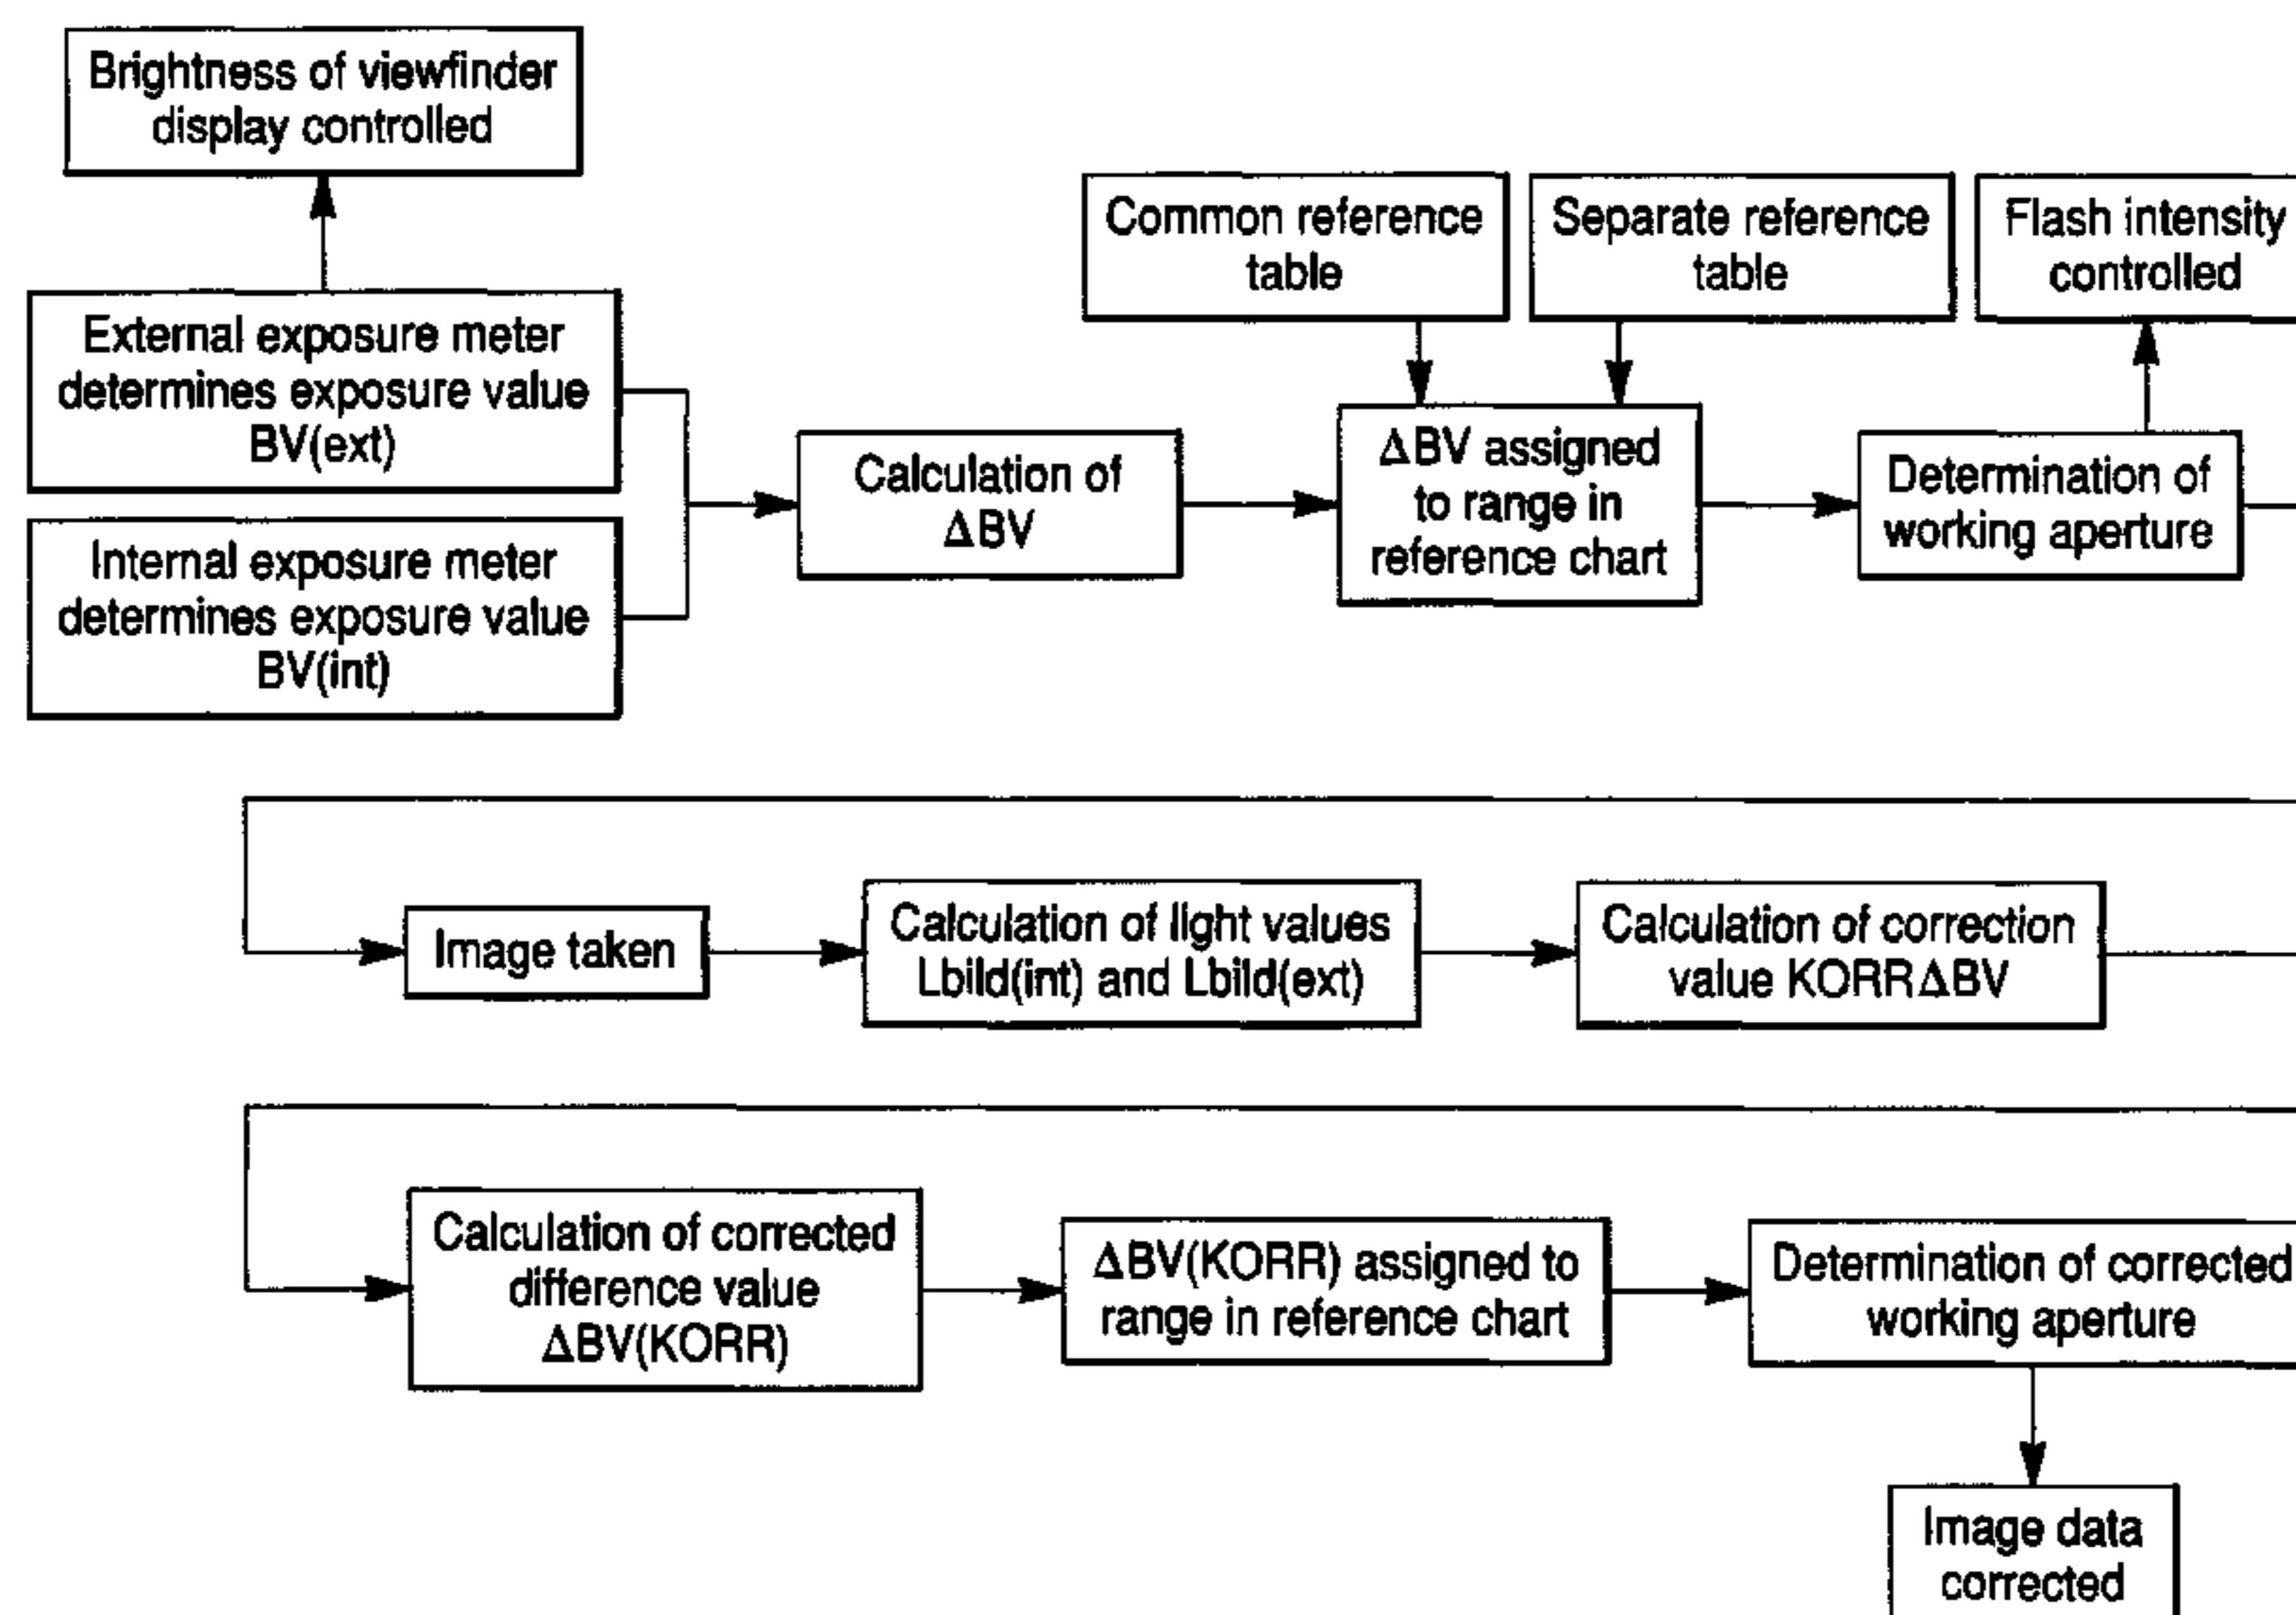 Brightness of viewfinder
display controlled
Common reference
table
Separate reference
table
Flash intensity
controlled
External exposure meter
determines exposure value
BV(ext)
Internal exposure meter
determines exposure value
BV(int)
Calculation of
ΔBV
ΔBV assigned
to range in
reference chart
Determination of
working aperture
Image taken
Calculation of light values
Lbild(int) and Lbild(ext)
Calculation of correction
value KORRΔBV
Calculation of corrected
difference value
ΔBV(KORR)
ΔBV(KORR) assigned to
range in reference chart
Determination of corrected
working aperture
Image data
corrected